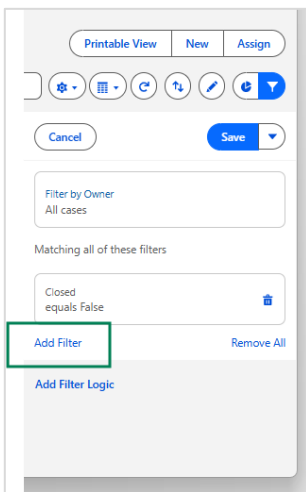 Printable View New Assign
Cancel Save
Filter by Owner
All cases
Matching all of these filters
Closed
equals False
Add Filter Remove All
Add Filter Logic